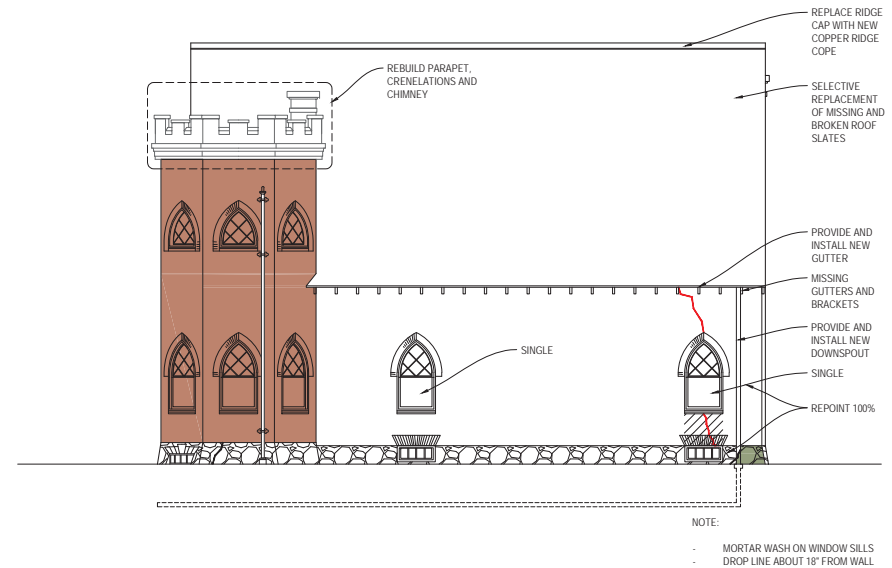 REPLACE RIDGE
CAP WITH NEW
COPPER RIDGE
COPE
REBUILD PARAPET,
CRENELATIONS AND
CHIMNEY
SELECTIVE
REPLACEMENT
OF MISSING AND
BROKEN ROOF
SLATES
PROVIDE AND
INSTALL NEW
GUTTER
MISSING
GUTTERS AND
BRACKETS
PROVIDE AND
INSTALL NEW
DOWNSPOUT
SINGLE
SINGLE
REPOINT 100%
NOTE:
- MORTAR WASH ON WINDOW SILLS
- DROP LINE ABOUT 18" FROM WALL